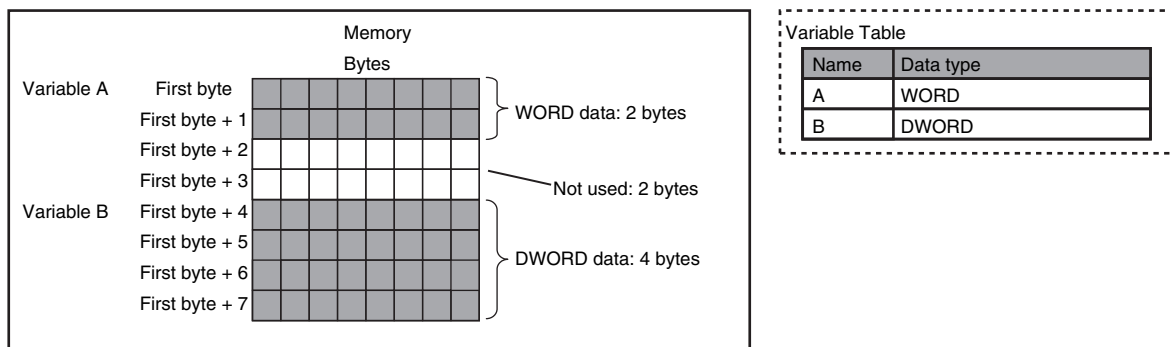 Memory
Bytes
Variable A First byte
First byte + 1
WORD data: 2 bytes
First byte + 2
First byte + 3
Not used: 2 bytes
Variable B First byte + 4
First byte + 5
First byte + 6
DWORD data: 4 bytes
First byte + 7
Variable Table
Name Data type
A WORD
B DWORD